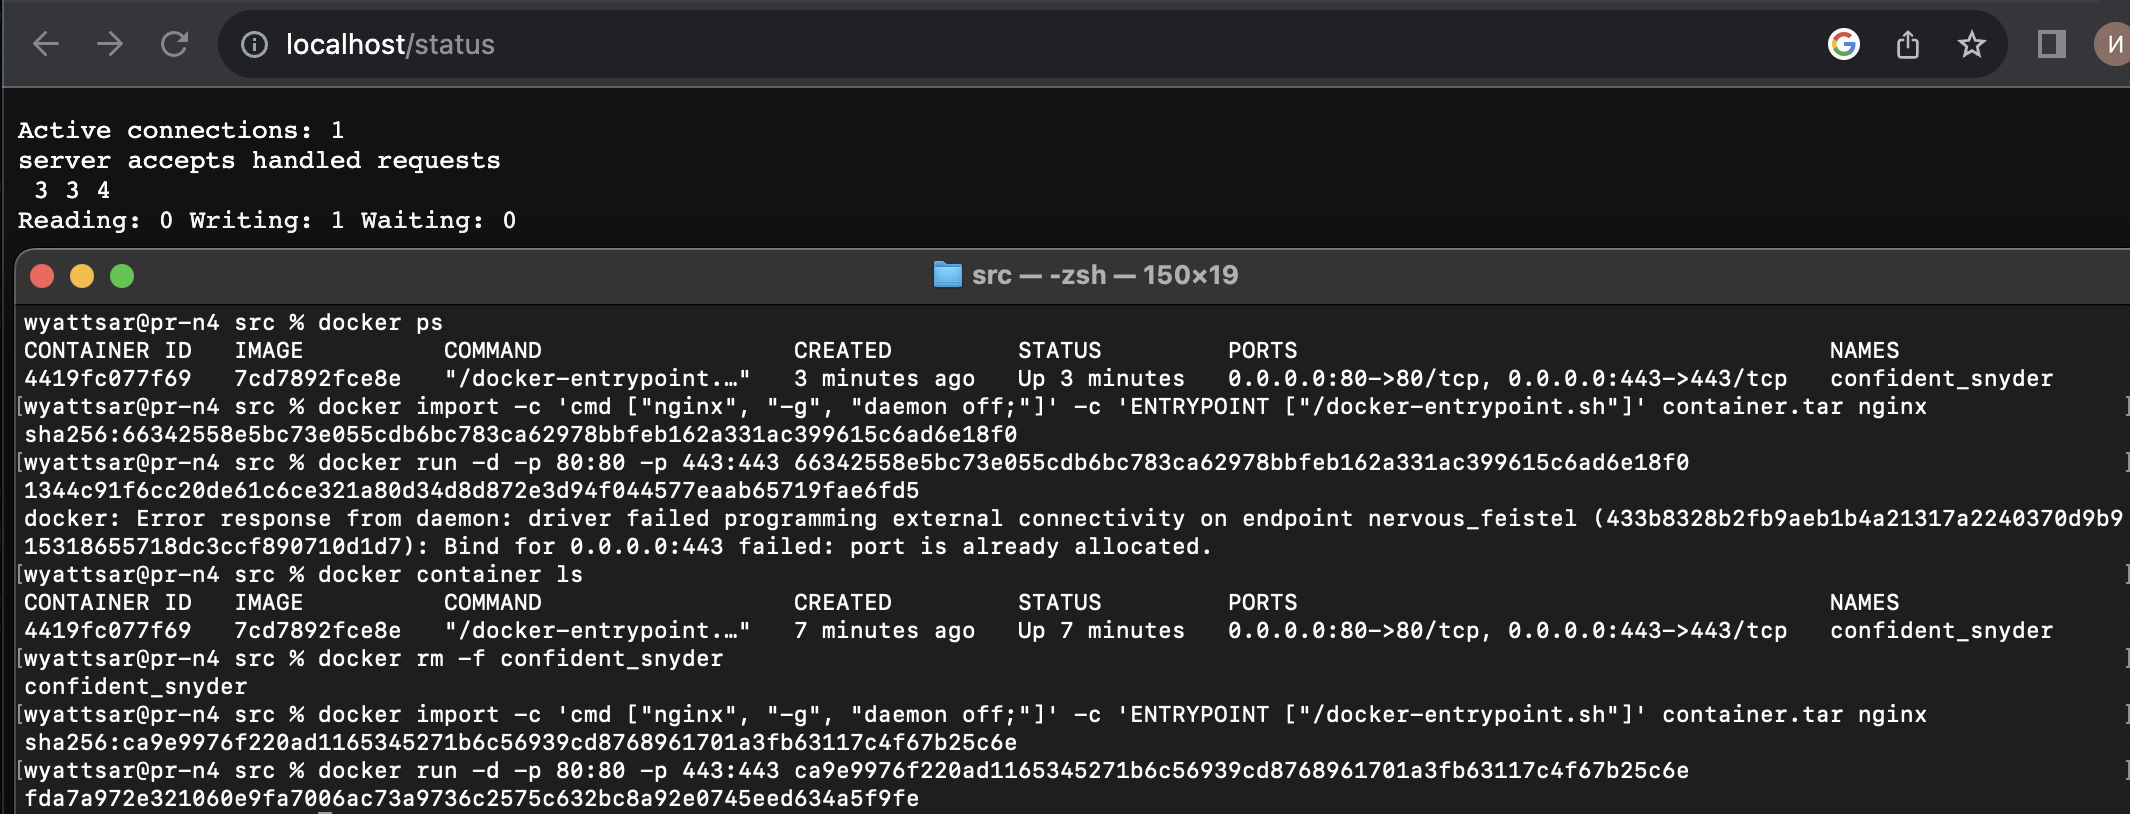 localhost/status
И
Active connections: 1
server accepts handled requests
 3 3 4
Reading: 0 Writing: 1 Waiting: 0
src — -zsh — 150×19
wyattsar@pr-n4 src % docker ps
CONTAINER ID   IMAGE          COMMAND                  CREATED         STATUS         PORTS                                      NAMES
4419fc077f69   7cd7892fce8e   "/docker-entrypoint.…"   3 minutes ago   Up 3 minutes   0.0.0.0:80->80/tcp, 0.0.0.0:443->443/tcp   confident_snyder
[wyattsar@pr-n4 src % docker import -c 'cmd ["nginx", "-g", "daemon off;"]' -c 'ENTRYPOINT ["/docker-entrypoint.sh"]' container.tar nginx ]
sha256:66342558e5bc73e055cdb6bc783ca62978bbfeb162a331ac399615c6ad6e18f0
[wyattsar@pr-n4 src % docker run -d -p 80:80 -p 443:443 66342558e5bc73e055cdb6bc783ca62978bbfeb162a331ac399615c6ad6e18f0 ]
1344c91f6cc20de61c6ce321a80d34d8d872e3d94f044577eaab65719fae6fd5
docker: Error response from daemon: driver failed programming external connectivity on endpoint nervous_feistel (433b8328b2fb9aeb1b4a21317a2240370d9b9
15318655718dc3ccf890710d1d7): Bind for 0.0.0.0:443 failed: port is already allocated.
[wyattsar@pr-n4 src % docker container ls ]
CONTAINER ID   IMAGE          COMMAND                  CREATED         STATUS         PORTS                                      NAMES
4419fc077f69   7cd7892fce8e   "/docker-entrypoint.…"   7 minutes ago   Up 7 minutes   0.0.0.0:80->80/tcp, 0.0.0.0:443->443/tcp   confident_snyder
[wyattsar@pr-n4 src % docker rm -f confident_snyder ]
confident_snyder
[wyattsar@pr-n4 src % docker import -c 'cmd ["nginx", "-g", "daemon off;"]' -c 'ENTRYPOINT ["/docker-entrypoint.sh"]' container.tar nginx ]
sha256:ca9e9976f220ad1165345271b6c56939cd8768961701a3fb63117c4f67b25c6e
[wyattsar@pr-n4 src % docker run -d -p 80:80 -p 443:443 ca9e9976f220ad1165345271b6c56939cd8768961701a3fb63117c4f67b25c6e ]
fda7a972e321060e9fa7006ac73a9736c2575c632bc8a92e0745eed634a5f9fe